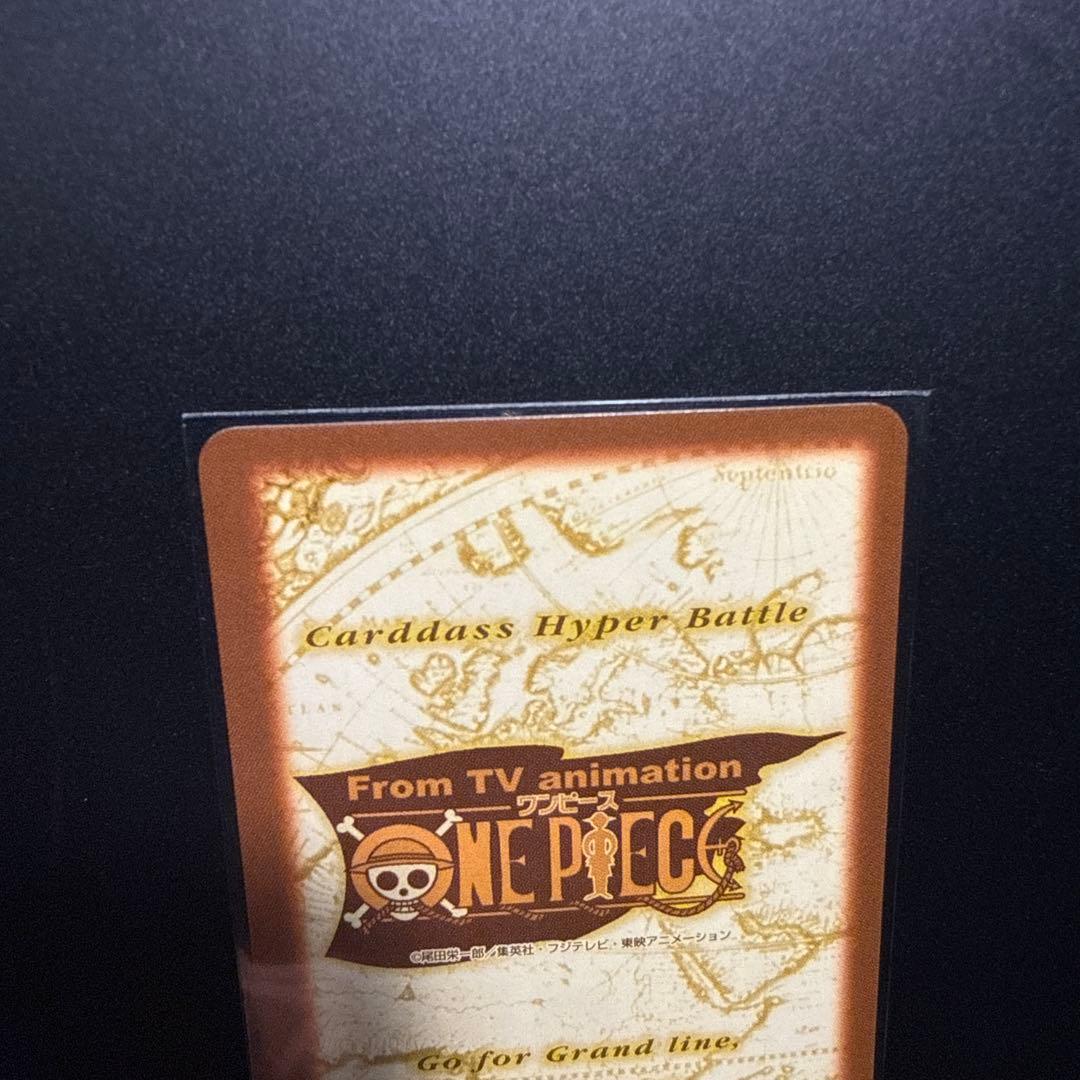 Septentrio
Carddass Hyper Battle
From TV animation
ワンピース
ONE PIECE
©尾田栄一郎／集英社・フジテレビ・東映アニメーション
Go for Grand line,